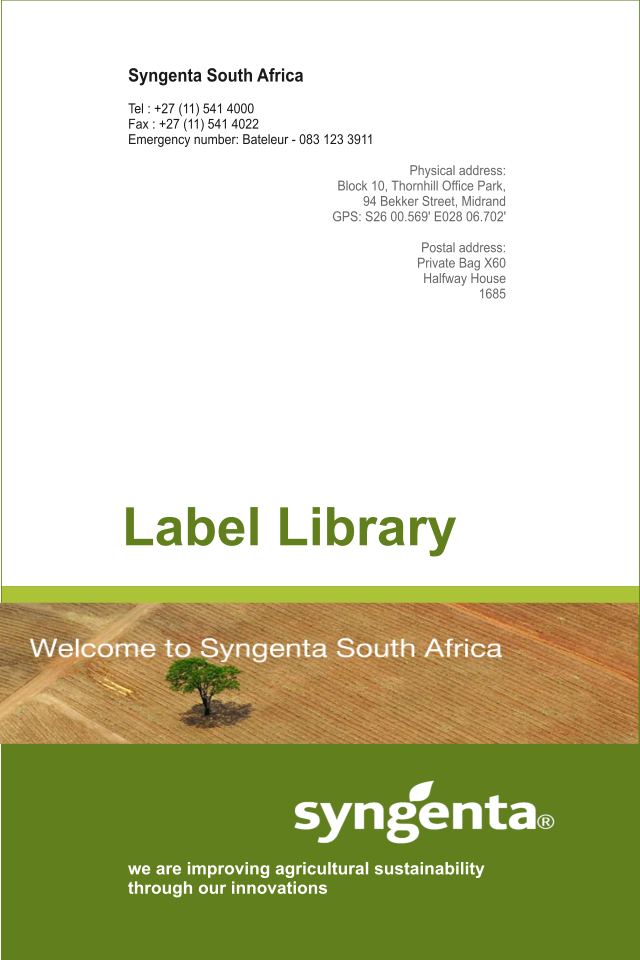 Syngenta South Africa
Tel : +27 (11) 541 4000
Fax : +27 (11) 541 4022
Emergency number: Bateleur - 083 123 3911
Physical address:
Block 10, Thornhill Office Park,
94 Bekker Street, Midrand
GPS: S26 00.569' E028 06.702'
Postal address:
Private Bag X60
Halfway House
1685
Label Library
Welcome to Syngenta South Africa
syngenta®
we are improving agricultural sustainability
through our innovations